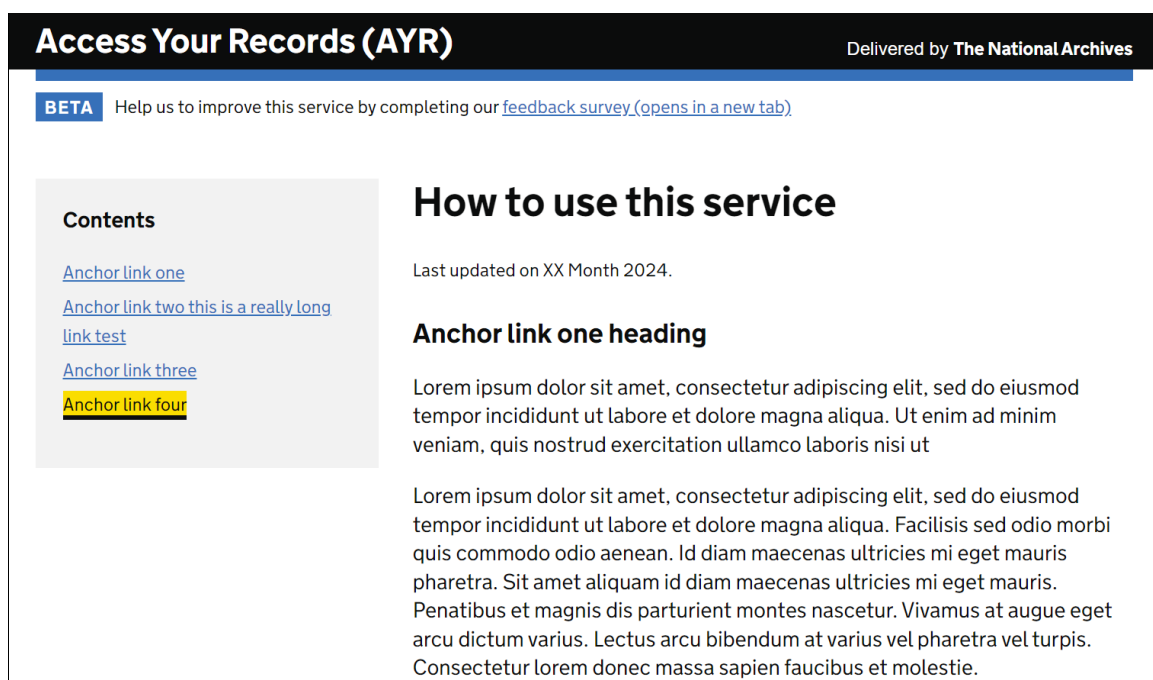 Access Your Records (AYR)
Delivered by The National Archives
BETA Help us to improve this service by completing our feedback survey (opens in a new tab)
Contents
Anchor link one
Anchor link two this is a really long
link test
Anchor link three
Anchor link four
How to use this service
Last updated on XX Month 2024.
Anchor link one heading
Lorem ipsum dolor sit amet, consectetur adipiscing elit, sed do eiusmod
tempor incididunt ut labore et dolore magna aliqua. Ut enim ad minim
veniam, quis nostrud exercitation ullamco laboris nisi ut
Lorem ipsum dolor sit amet, consectetur adipiscing elit, sed do eiusmod
tempor incididunt ut labore et dolore magna aliqua. Facilisis sed odio morbi
quis commodo odio aenean. Id diam maecenas ultricies mi eget mauris
pharetra. Sit amet aliquam id diam maecenas ultricies mi eget mauris.
Penatibus et magnis dis parturient montes nascetur. Vivamus at augue eget
arcu dictum varius. Lectus arcu bibendum at varius vel pharetra vel turpis.
Consectetur lorem donec massa sapien faucibus et molestie.